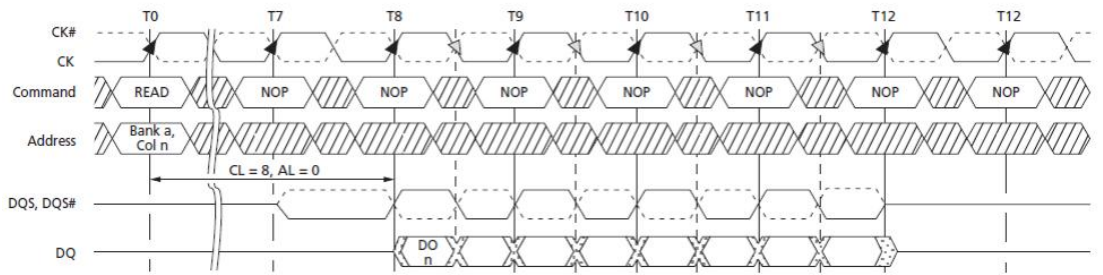 T0 T7 T8 T9 T10 T11 T12 T12
CK#
CK
Command READ NOP NOP NOP NOP NOP NOP NOP
Address Bank a,
Col n
CL = 8, AL = 0
DQS, DQS#
DQ DO
n